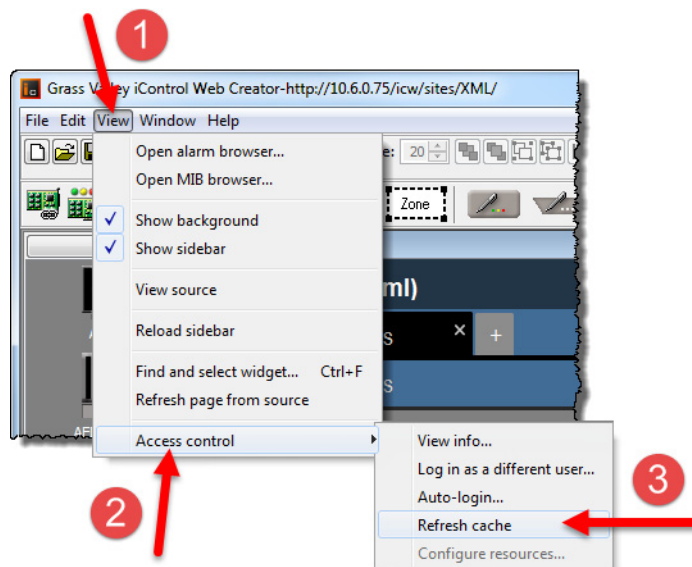 1
Grass Valley iControl Web Creator-http://10.6.0.75/icw/sites/XML/
File Edit View Window Help
Open alarm browser...
e: 20
Open MIB browser...
Zone
Show background
Show sidebar
View source
ml)
Reload sidebar
s × +
Find and select widget... Ctrl+F
s
Refresh page from source
Access control
View info...
Log in as a different user...
3
Auto-login...
2
Refresh cache
Configure resources...